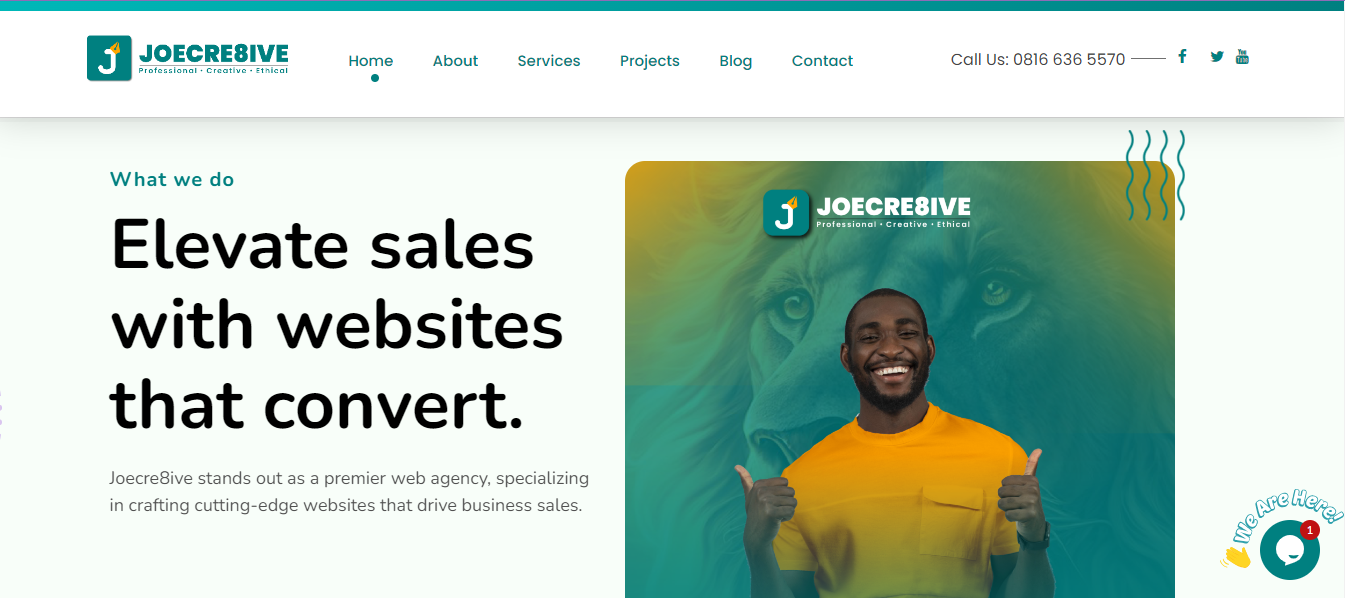 JOECRE8IVE
Professional • Creative • Ethical
Home
About
Services
Projects
Blog
Contact
Call Us: 0816 636 5570
You
Tube
What we do
Elevate sales
with websites
that convert.
Joecre8ive stands out as a premier web agency, specializing
in crafting cutting-edge websites that drive business sales.
JOECRE8IVE
Professional • Creative • Ethical
We Are Here!
1